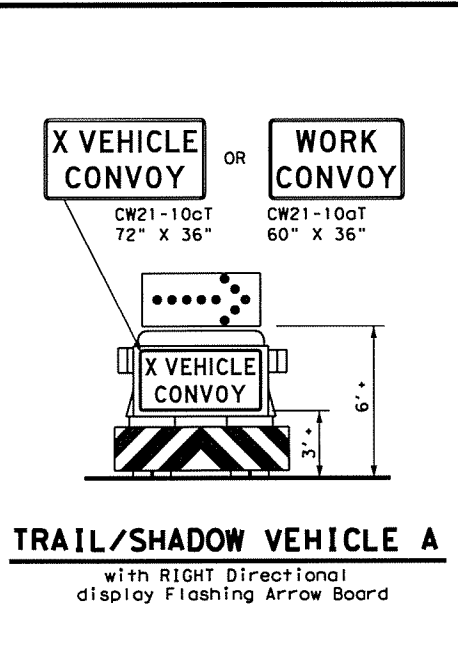 X VEHICLE
CONVOY
OR
WORK
CONVOY
CW21-10cT
72" X 36"
CW21-10aT
60" X 36"
X VEHICLE
CONVOY
6'+
3'+
TRAIL/SHADOW VEHICLE A
with RIGHT Directional
display Flashing Arrow Board